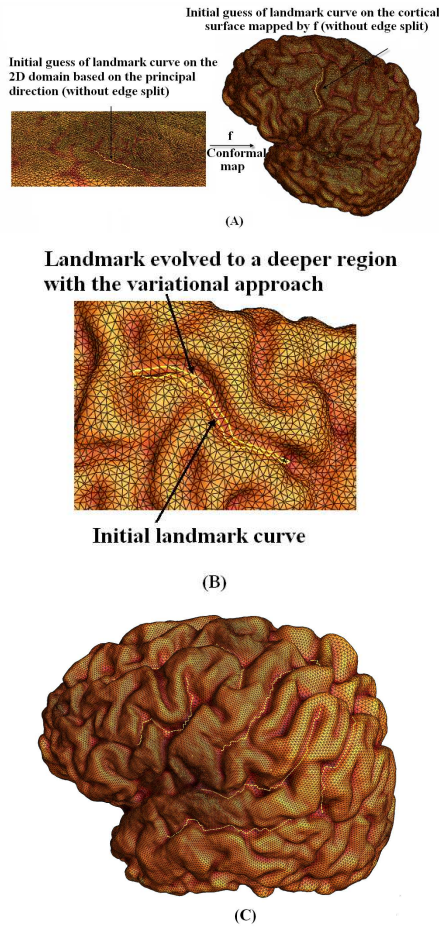 Initial guess of landmark curve on the cortical
surface mapped by f (without edge split)
Initial guess of landmark curve on the
2D domain based on the principal
direction (without edge split)
f
Conformal
map
(A)
Landmark evolved to a deeper region
with the variational approach
Initial landmark curve
(B)
(C)